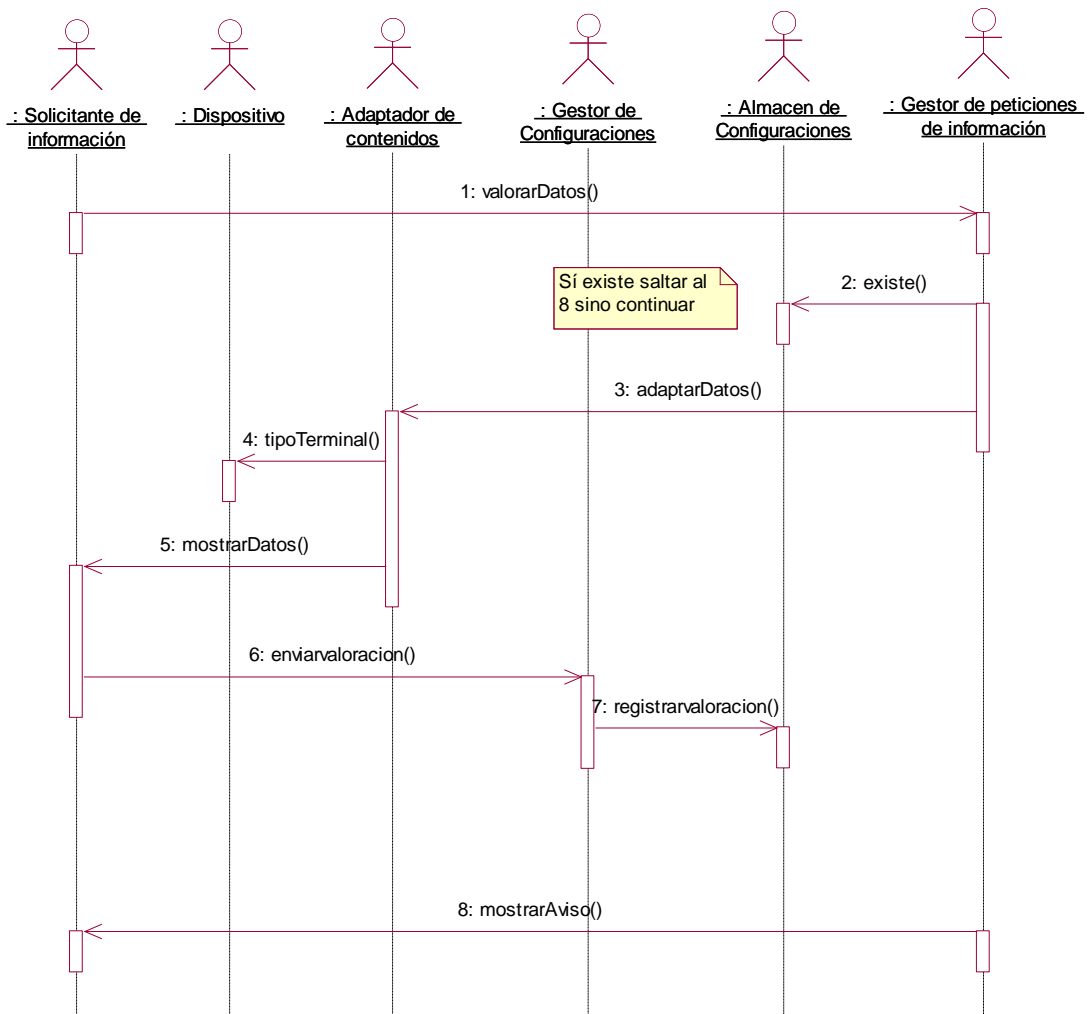 : Solicitante de
información
: Dispositivo
: Adaptador de
contenidos
: Gestor de
Configuraciones
: Almacen de
Configuraciones
: Gestor de peticiones
de información
1: valorarDatos()
Sí existe saltar al
8 sino continuar
2: existe()
3: adaptarDatos()
4: tipoTerminal()
5: mostrarDatos()
6: enviarvaloracion()
7: registrarvaloracion()
8: mostrarAviso()